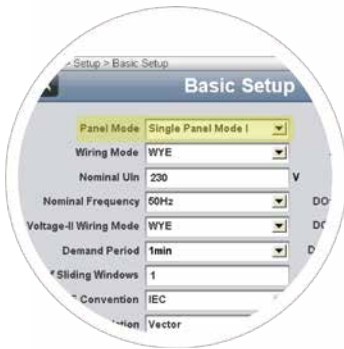 Setup > Basic Setup
Basic Setup
Panel Mode Single Panel Mode I
Wiring Mode WYE
Nominal Uln 230 V
Nominal Frequency 50Hz
Voltage-II Wiring Mode WYE
Demand Period 1min
Sliding Windows 1
Convention IEC
Vector